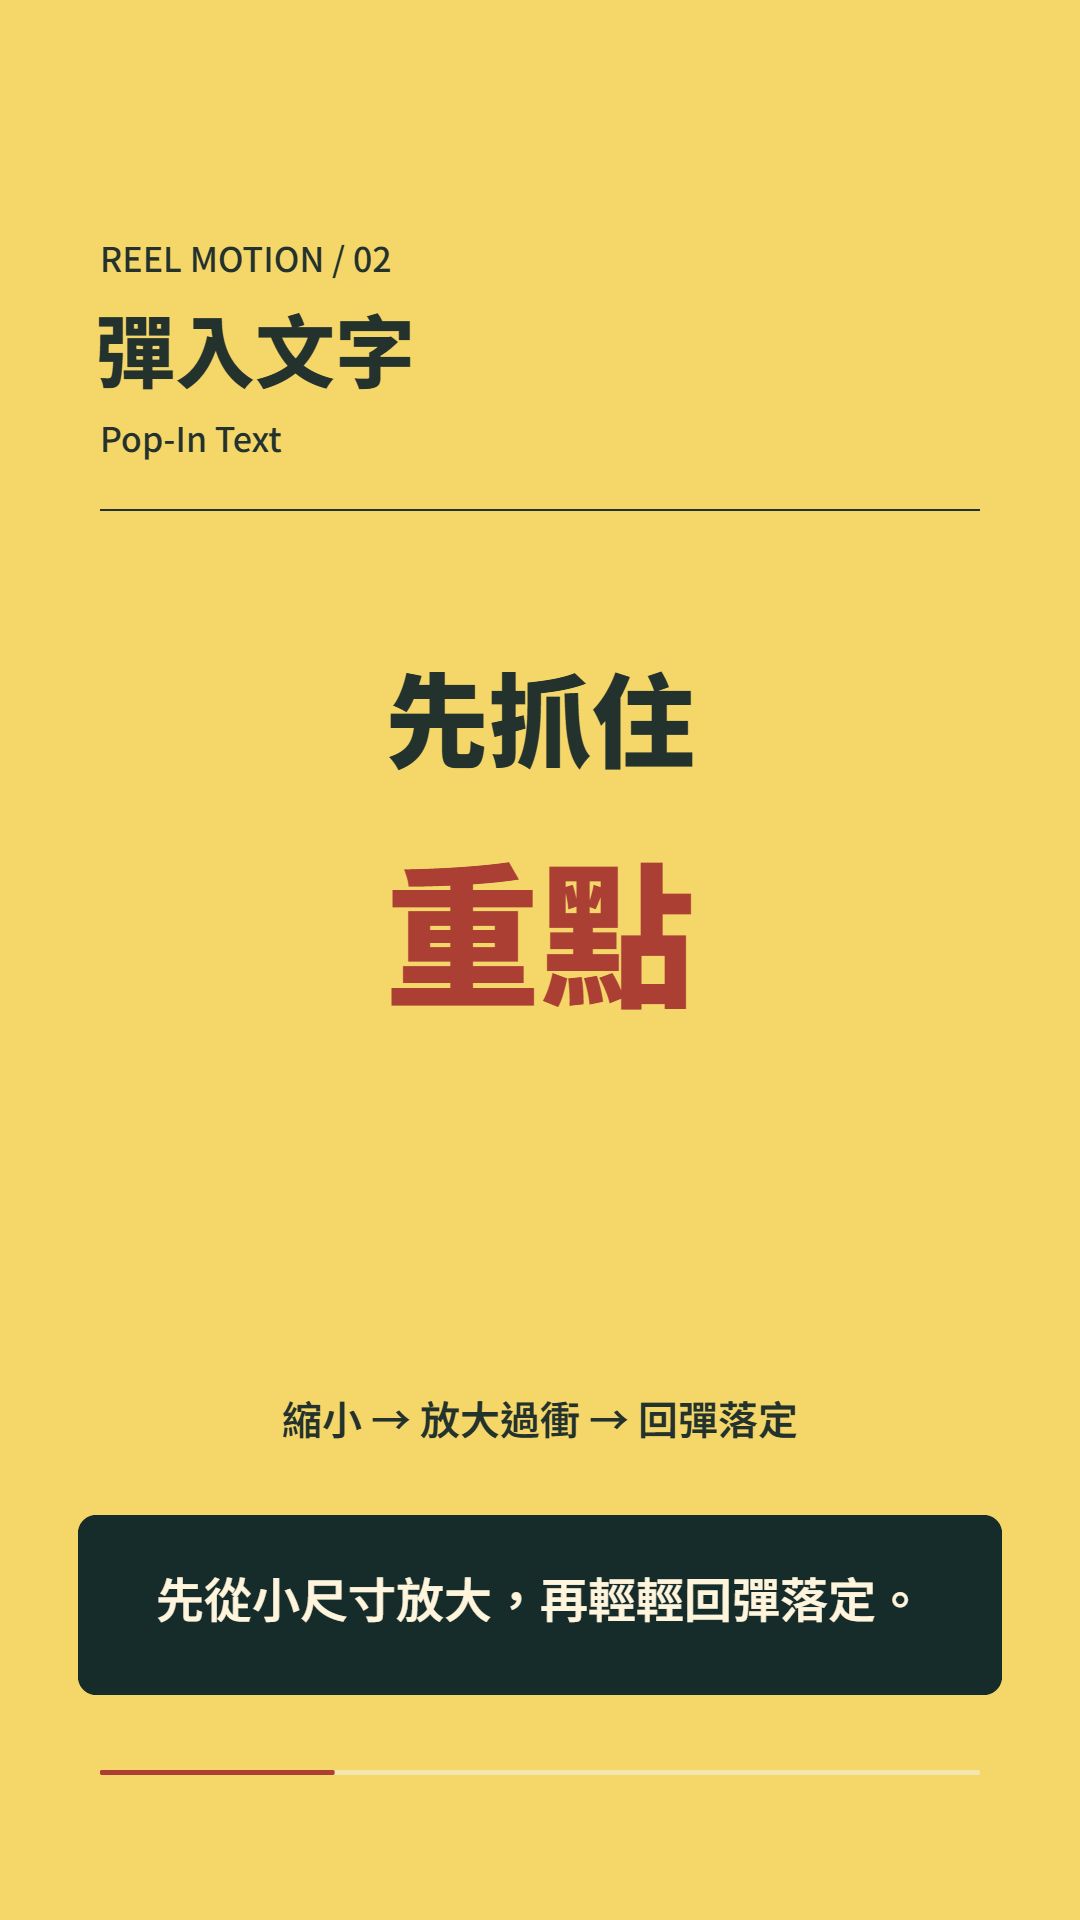 REEL MOTION / 02
彈入文字
Pop-In Text
先抓住
重點
縮小 → 放大過衝 → 回彈落定
先從小尺寸放大，再輕輕回彈落定。